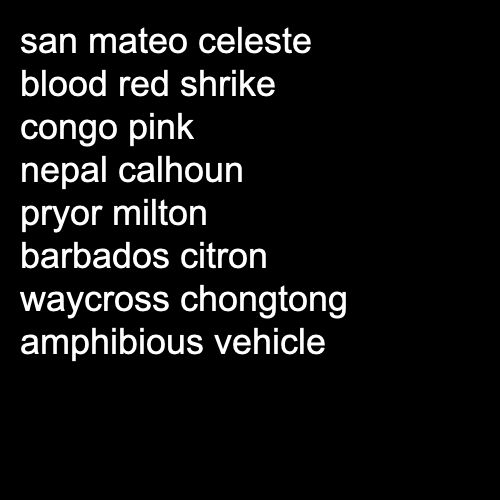 san mateo celeste
blood red shrike
congo pink
nepal calhoun
pryor milton
barbados citron
waycross chongtong
amphibious vehicle